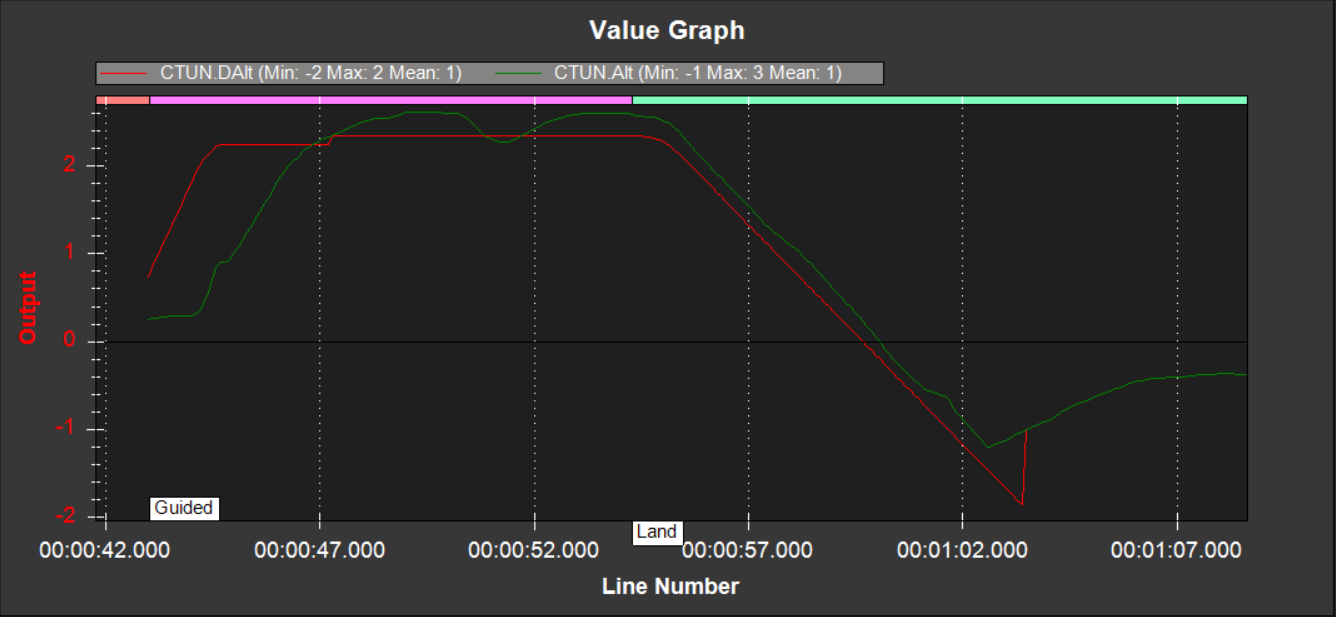 Value Graph
CTUN.DAlt (Min: -2 Max: 2 Mean: 1) CTUN.Alt (Min: -1 Max: 3 Mean: 1)
2
1
0
-1
-2
Output
Guided
Land
00:00:42.000 00:00:47.000 00:00:52.000 00:00:57.000 00:01:02.000 00:01:07.000
Line Number